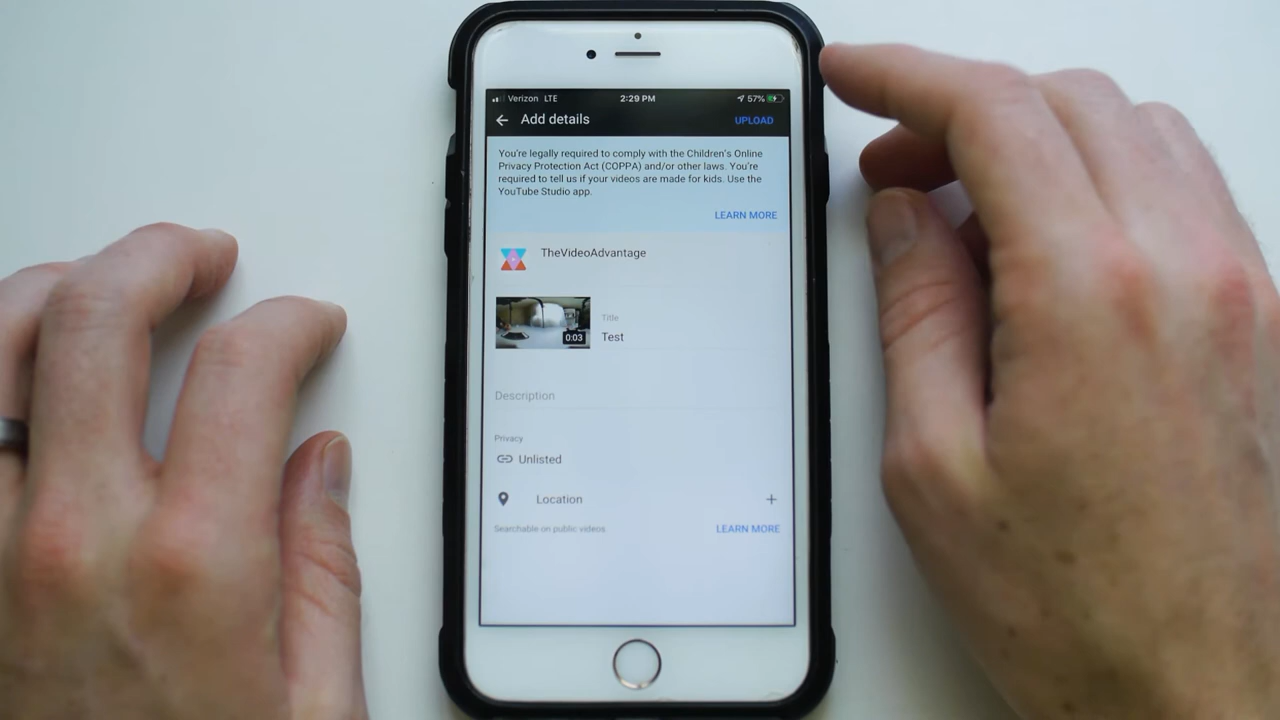 Verizon LTE 2:29 PM 57%
Add details UPLOAD
You're legally required to comply with the Children's Online
Privacy Protection Act (COPPA) and/or other laws. You're
required to tell us if your videos are made for kids. Use the
YouTube Studio app.
LEARN MORE
TheVideoAdvantage
Title
Test
0:03
Description
Privacy
Unlisted
Location +
Searchable on public videos LEARN MORE